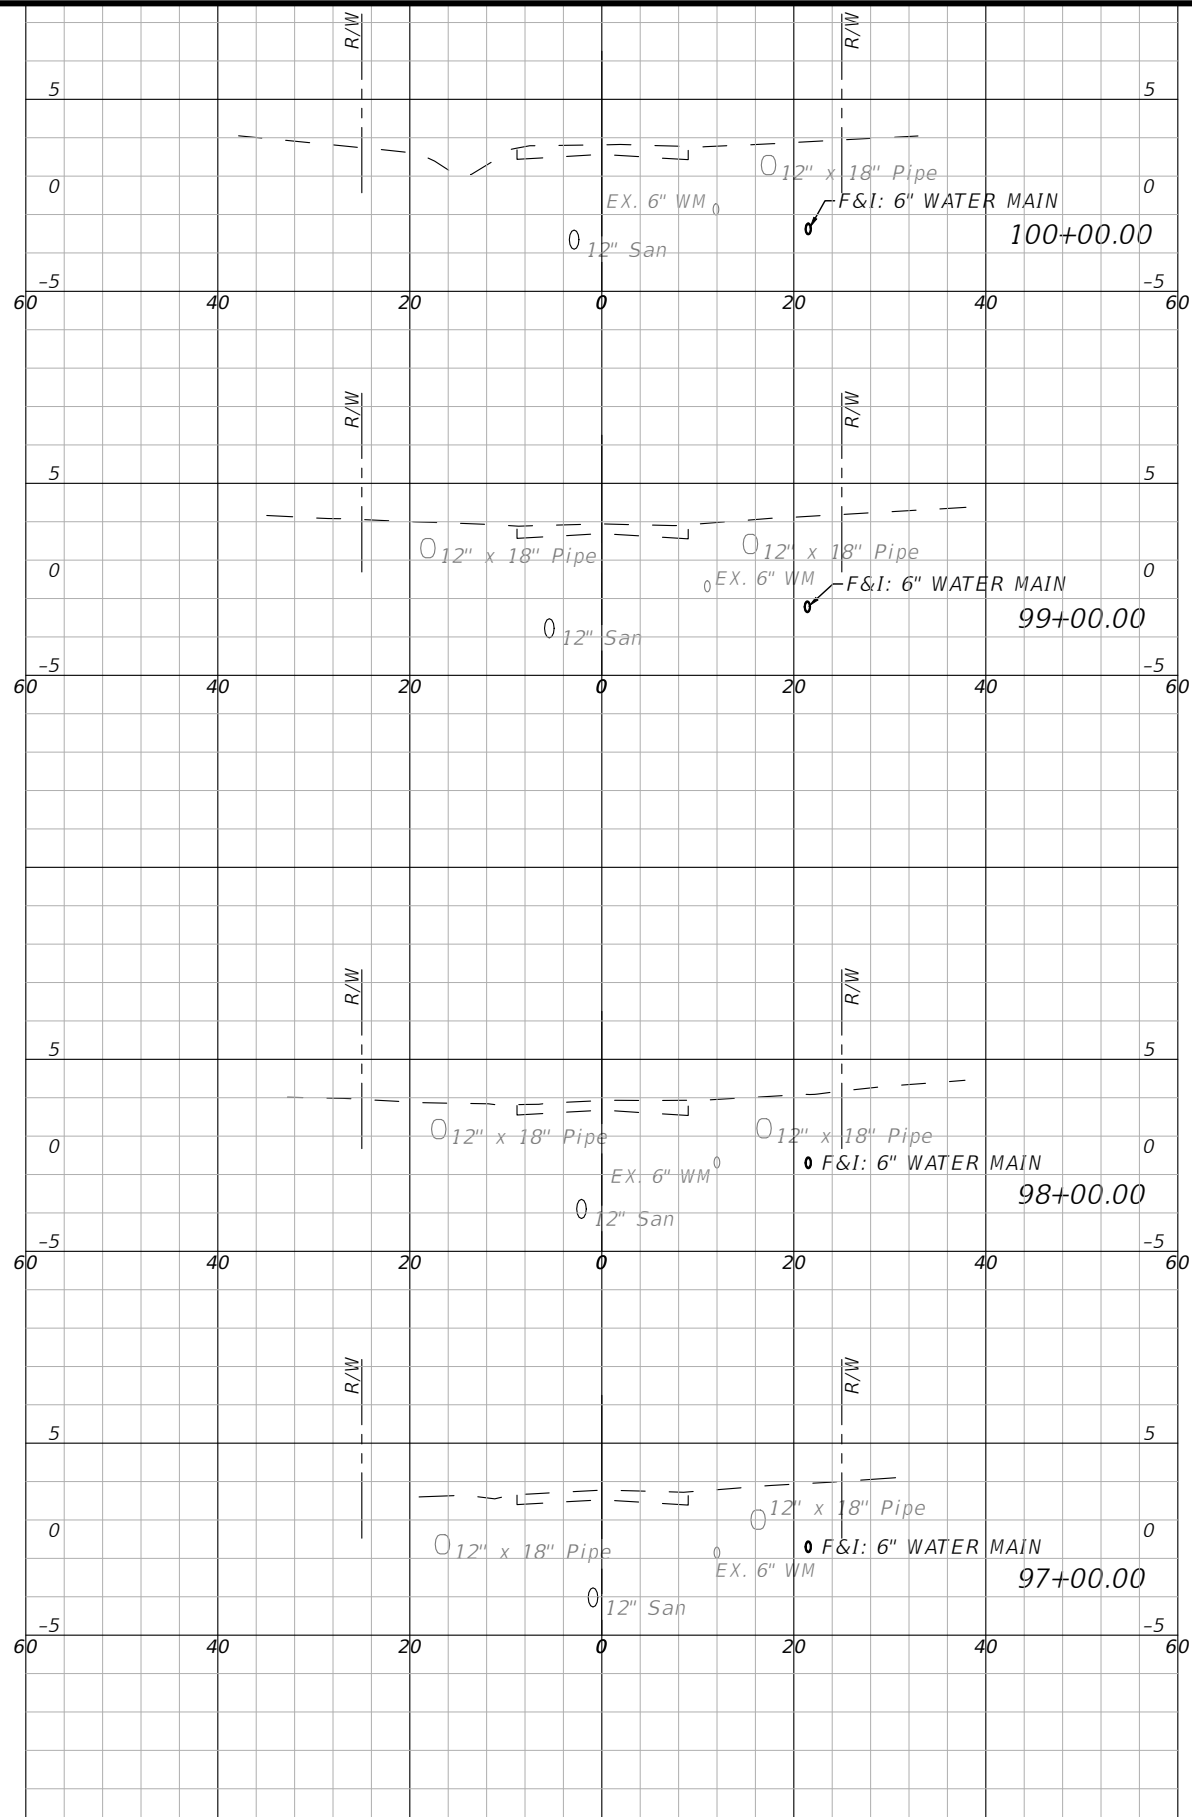 R/W R/W
5 5
12" x 18" Pipe
0 0
EX. 6" WM F&I: 6" WATER MAIN
100+00.00
12" San
-5 -5
60 40 20 0 20 40 60
R/W R/W
5 5
12" x 18" Pipe 12" x 18" Pipe
0 0
EX. 6" WM F&I: 6" WATER MAIN
99+00.00
12" San
-5 -5
60 40 20 0 20 40 60
R/W R/W
5 5
12" x 18" Pipe 12" x 18" Pipe
0 0
EX. 6" WM F&I: 6" WATER MAIN
98+00.00
12" San
-5 -5
60 40 20 0 20 40 60
R/W R/W
5 5
12" x 18" Pipe
0 0
12" x 18" Pipe F&I: 6" WATER MAIN
EX. 6" WM
97+00.00
12" San
-5 -5
60 40 20 0 20 40 60